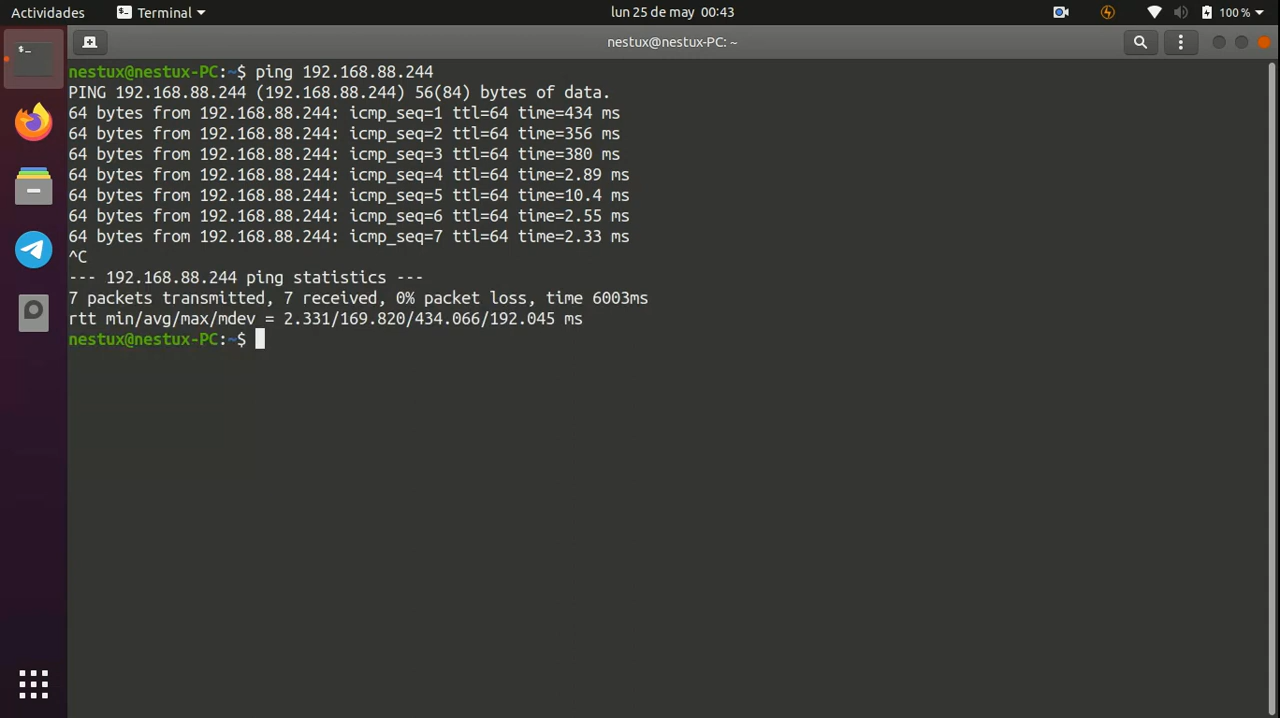 Actividades
Terminal
lun 25 de may 00:43
100 %
nestux@nestux-PC: ~
nestux@nestux-PC:~$ ping 192.168.88.244
PING 192.168.88.244 (192.168.88.244) 56(84) bytes of data.
64 bytes from 192.168.88.244: icmp_seq=1 ttl=64 time=434 ms
64 bytes from 192.168.88.244: icmp_seq=2 ttl=64 time=356 ms
64 bytes from 192.168.88.244: icmp_seq=3 ttl=64 time=380 ms
64 bytes from 192.168.88.244: icmp_seq=4 ttl=64 time=2.89 ms
64 bytes from 192.168.88.244: icmp_seq=5 ttl=64 time=10.4 ms
64 bytes from 192.168.88.244: icmp_seq=6 ttl=64 time=2.55 ms
64 bytes from 192.168.88.244: icmp_seq=7 ttl=64 time=2.33 ms
^C
--- 192.168.88.244 ping statistics ---
7 packets transmitted, 7 received, 0% packet loss, time 6003ms
rtt min/avg/max/mdev = 2.331/169.820/434.066/192.045 ms
nestux@nestux-PC:~$